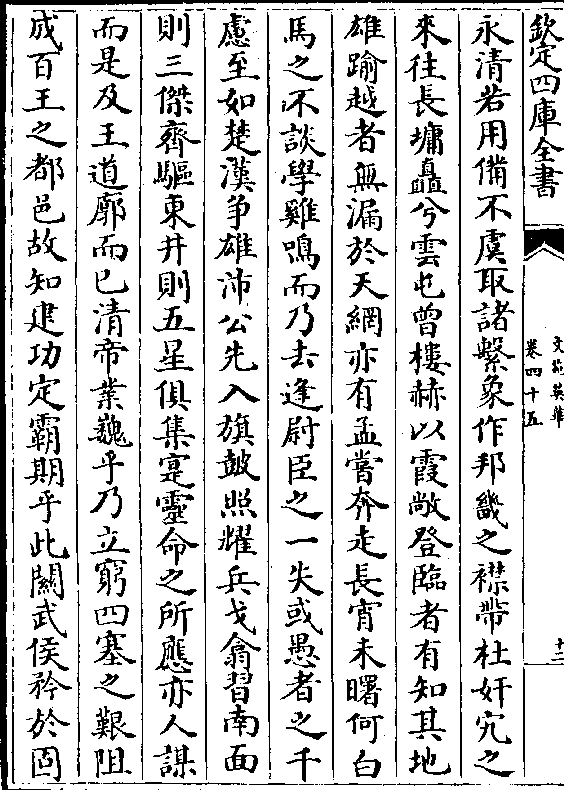 欽定四庫全書
文苑英華
卷四十五
十二
永清若用備不虞取諸繫象作邦畿之襟帶杜奸宄之
來往長墉矗兮雲屯曾樓赫以霞敞登臨者有知其地
雄踰越者無漏於天網亦有孟嘗奔走長宵未曙何白
馬之不談學雞鳴而乃去逢尉臣之一失或愚者之千
慮至如楚漢爭雄沛公先入旗鼓照耀兵戈翕習南面
則三傑齊驅東井則五星俱集寔靈命之所應亦人謀
而是及王道廓而已清帝業巍乎乃立窮四塞之艱阻
成百王之都邑故知建功定霸期乎此關武侯矜於固